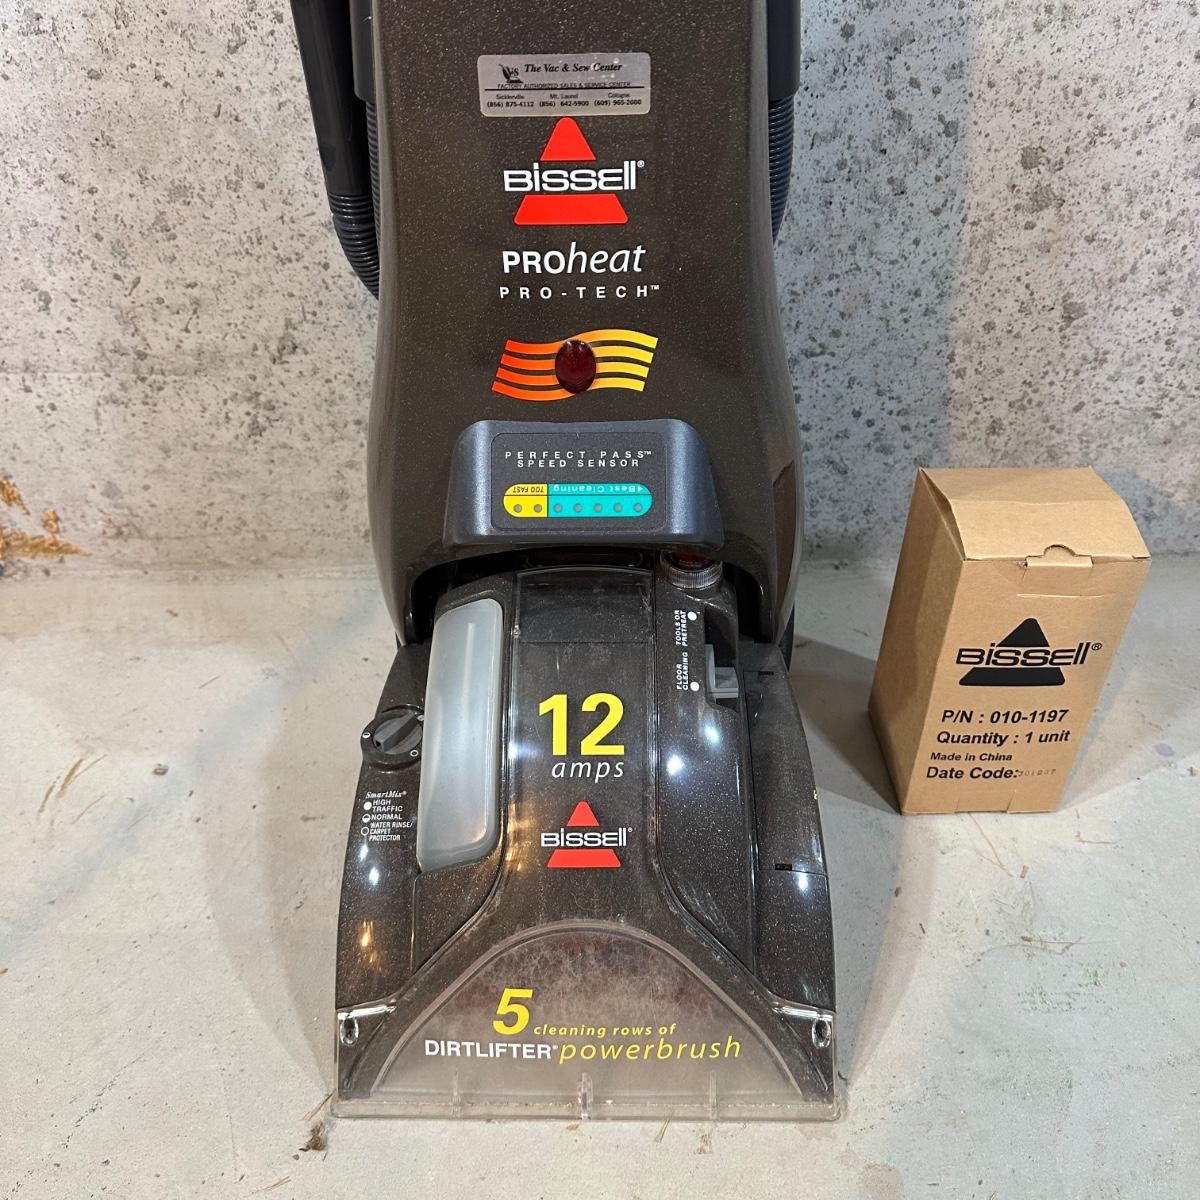 The Vac & Sew Center
FACTORY AUTHORIZED SALES & SERVICE CENTER
Sicklerville Mt. Laurel Cologne
(856) 875-4112 (856) 642-5900 (609) 965-2000
BISSELL®
PROheat
PRO-TECH™
PERFECT PASS™
SPEED SENSOR
TOO FAST Best Cleaning
TOOLS OR
PRETREAT
FLOOR
CLEANING
12
amps
SmartMix®
HIGH
TRAFFIC
NORMAL
WATER RINSE/
CARPET
PROTECTOR
BISSELL®
5 cleaning rows of
DIRTLIFTER® powerbrush
BISSELL®
P/N : 010-1197
Quantity : 1 unit
Made in China
Date Code: